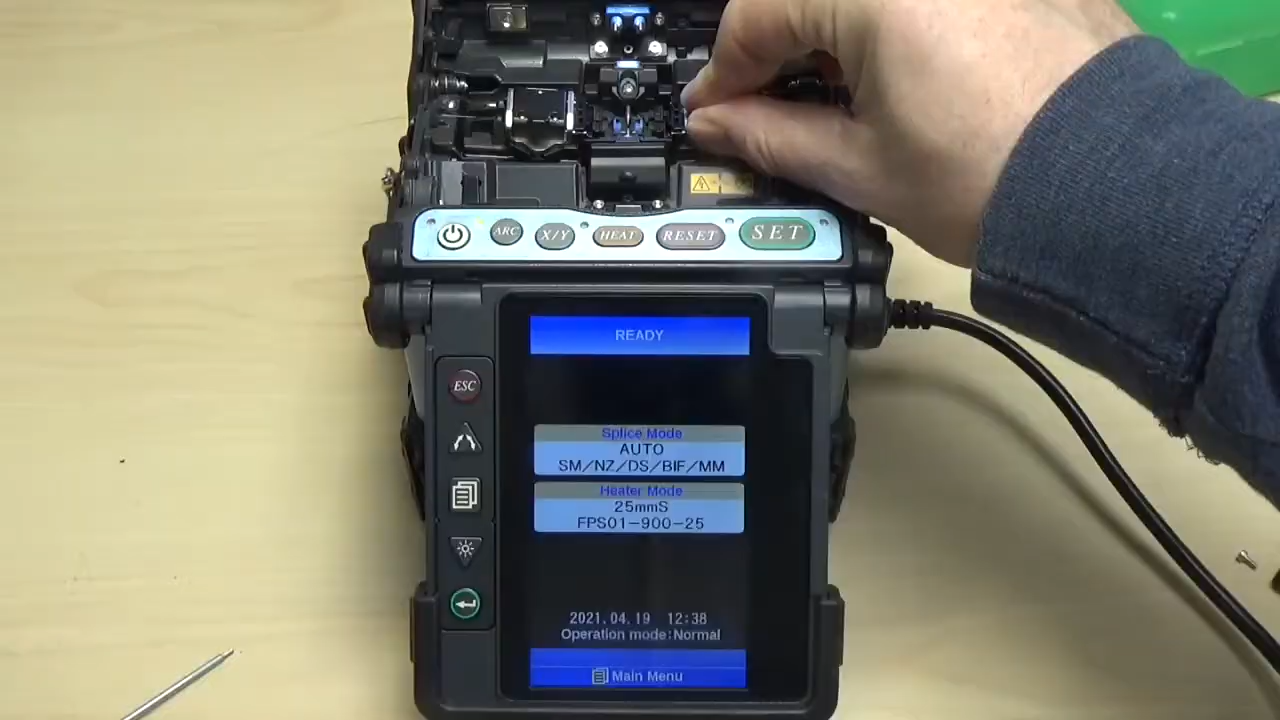 ARC
X/Y
HEAT
RESET
SET
READY
ESC
Splice Mode
AUTO
SM/NZ/DS/BIF/MM
Heater Mode
25mmS
FPS01-900-25
2021.04.19 12:38
Operation mode:Normal
Main Menu